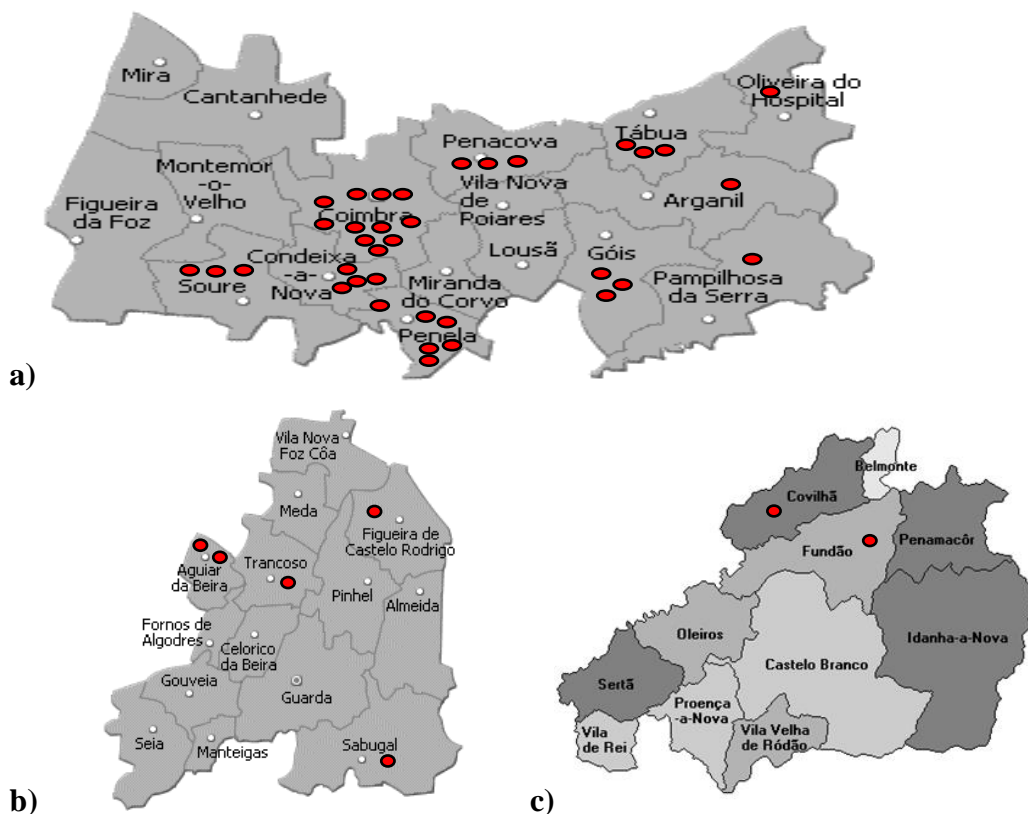 Mira
Cantanhede
Oliveira do
Hospital
Penacova
Tábua
Montemor
-o-
Velho
Figueira
da Foz
Coimbra
Vila Nova
de
Poiares
Arganil
Condeixa
-a-
Nova
Soure
Lousã
Góis
Miranda
do Corvo
Pampilhosa
da Serra
Penela
a)
Vila Nova
Foz Côa
Meda
Figueira de
Castelo Rodrigo
Aguiar
da Beira
Trancoso
Pinhel
Almeida
Fornos de
Algodres
Celorico
da Beira
Gouveia
Guarda
Seia
Manteigas
Sabugal
b)
Belmonte
Covilhã
Fundão
Penamacôr
Oleiros
Idanha-a-Nova
Castelo Branco
Sertã
Proença
-a-Nova
Vila
de Rei
Vila Velha
de Ródão
c)